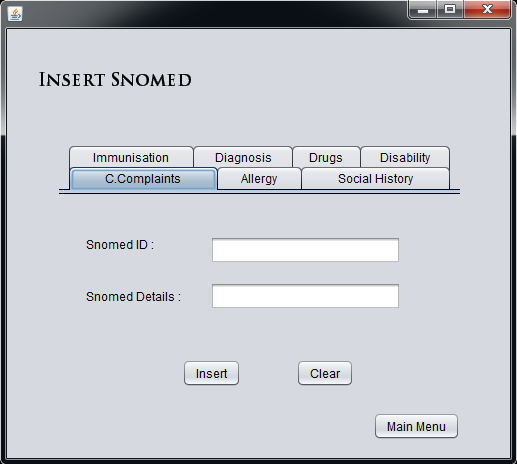 INSERT SNOMED
Immunisation Diagnosis Drugs Disability
C.Complaints Allergy Social History
Snomed ID :
Snomed Details :
Insert Clear
Main Menu